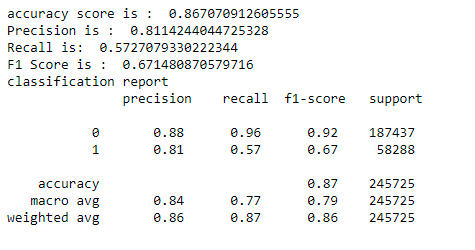 accuracy score is :  0.867070912605555
Precision is :  0.8114244044725328
Recall is:  0.5727079330222344
F1 Score is :  0.671480870579716
classification report
              precision    recall  f1-score   support

           0       0.88      0.96      0.92    187437
           1       0.81      0.57      0.67     58288

    accuracy                           0.87    245725
   macro avg       0.84      0.77      0.79    245725
weighted avg       0.86      0.87      0.86    245725